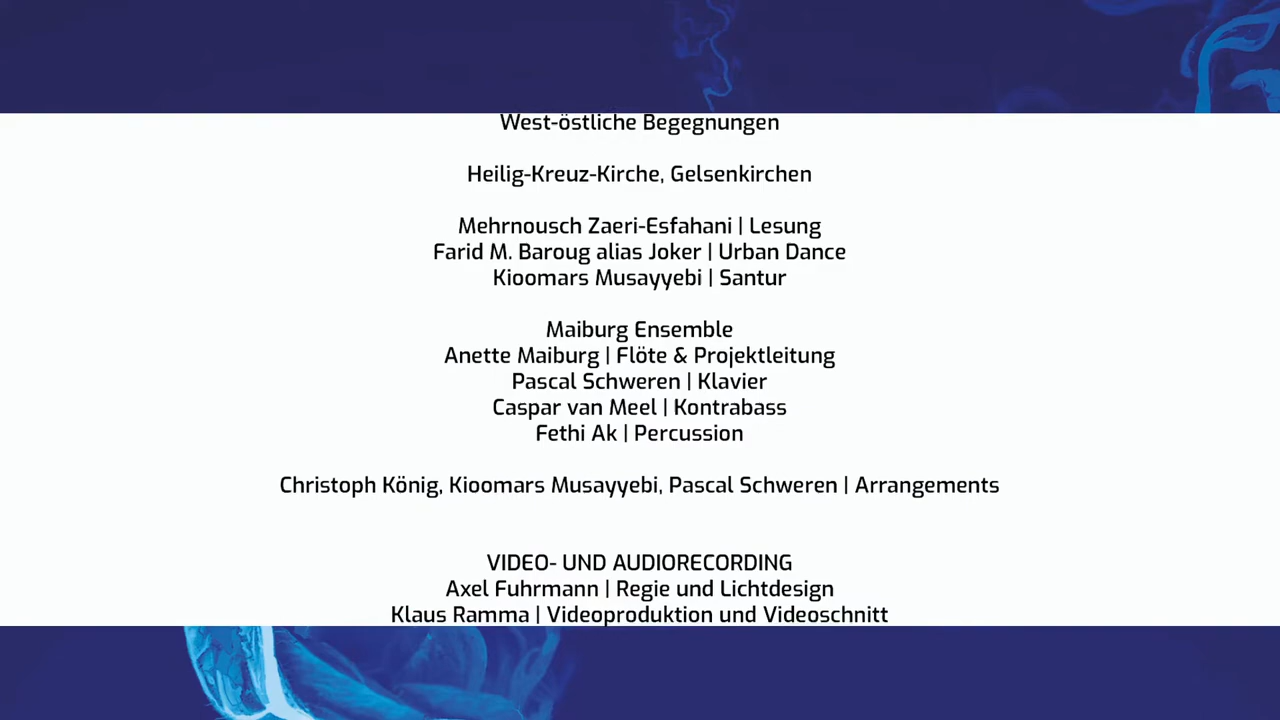 West-östliche Begegnungen
Heilig-Kreuz-Kirche, Gelsenkirchen
Mehrnousch Zaeri-Esfahani | Lesung
Farid M. Baroug alias Joker | Urban Dance
Kioomars Musayyebi | Santur
Maiburg Ensemble
Anette Maiburg | Flöte & Projektleitung
Pascal Schweren | Klavier
Caspar van Meel | Kontrabass
Fethi Ak | Percussion
Christoph König, Kioomars Musayyebi, Pascal Schweren | Arrangements
VIDEO- UND AUDIORECORDING
Axel Fuhrmann | Regie und Lichtdesign
Klaus Ramma | Videoproduktion und Videoschnitt